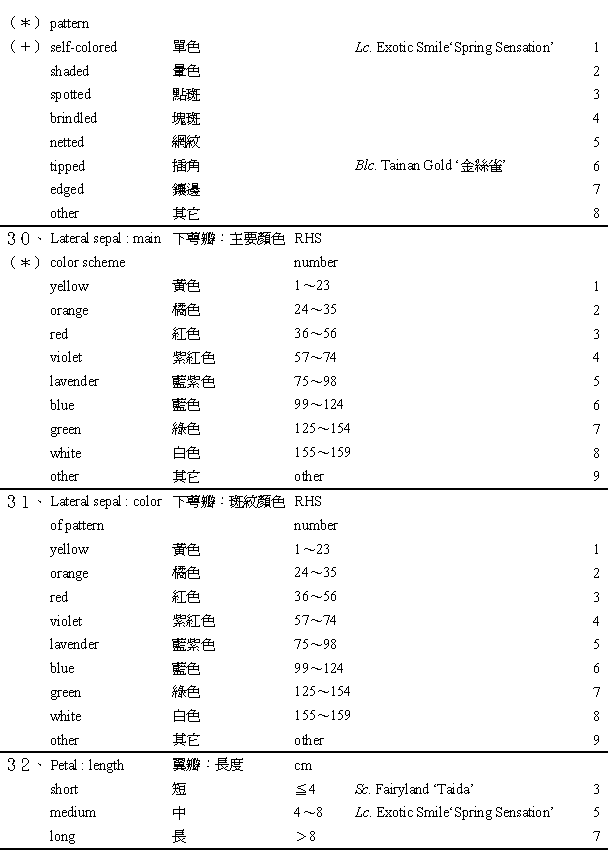 （＊） pattern
（＋） self-colored 單色 Lc. Exotic Smile‘Spring Sensation’ 1
shaded 暈色 2
spotted 點斑 3
brindled 塊斑 4
netted 網紋 5
tipped 插角 Blc. Tainan Gold ‘金絲雀’ 6
edged 鑲邊 7
other 其它 8
３０、 Lateral sepal : main 下萼瓣：主要顏色 RHS
（＊） color scheme number
yellow 黃色 1～23 1
orange 橘色 24～35 2
red 紅色 36～56 3
violet 紫紅色 57～74 4
lavender 藍紫色 75～98 5
blue 藍色 99～124 6
green 綠色 125～154 7
white 白色 155～159 8
other 其它 other 9
３１、 Lateral sepal : color 下萼瓣：斑紋顏色 RHS
of pattern number
yellow 黃色 1～23 1
orange 橘色 24～35 2
red 紅色 36～56 3
violet 紫紅色 57～74 4
lavender 藍紫色 75～98 5
blue 藍色 99～124 6
green 綠色 125～154 7
white 白色 155～159 8
other 其它 other 9
３２、 Petal : length 翼瓣：長度 cm
short 短 ≦4 Sc. Fairyland ‘Taida’ 3
medium 中 4～8 Lc. Exotic Smile‘Spring Sensation’ 5
long 長 ＞8 7